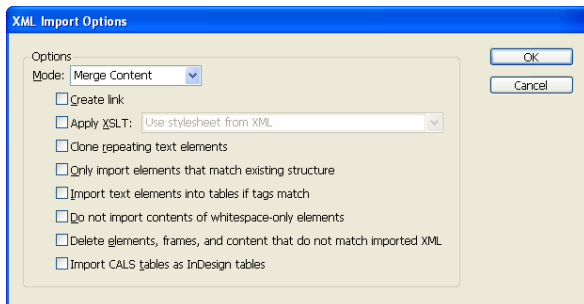 XML Import Options
Options
Mode: Merge Content
OK
Cancel
Create link
Apply XSLT: Use stylesheet from XML
Clone repeating text elements
Only import elements that match existing structure
Import text elements into tables if tags match
Do not import contents of whitespace-only elements
Delete elements, frames, and content that do not match imported XML
Import CALS tables as InDesign tables